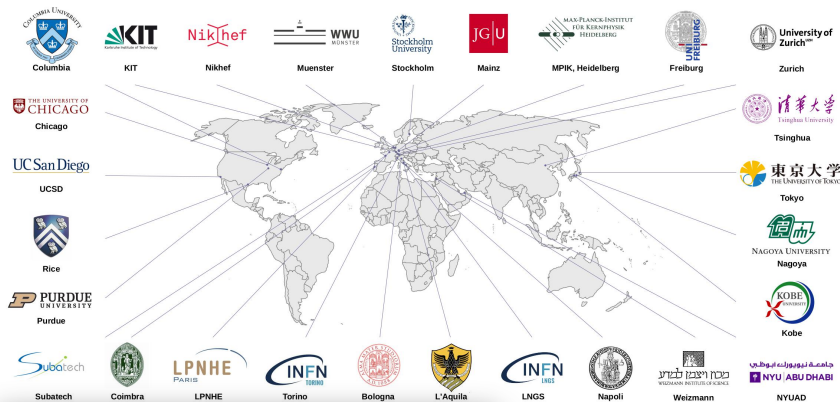 COLUMBIA UNIVERSITY
Columbia
KIT
Karlsruhe Institute of Technology
KIT
Nikhef
Nikhef
WWU
MÜNSTER
Muenster
Stockholm
University
Stockholm
JG|U
Mainz
MAX-PLANCK-INSTITUT
FÜR KERNPHYSIK
HEIDELBERG
MPIK, Heidelberg
UNI
FREIBURG
Freiburg
University of
Zurich
UZH
Zurich
THE UNIVERSITY OF
CHICAGO
Chicago
清華大学
Tsinghua University
Tsinghua
UC San Diego
UCSD
東京大学
THE UNIVERSITY OF TOKYO
Tokyo
Rice
NAGOYA UNIVERSITY
Nagoya
PURDUE
UNIVERSITY
Purdue
KOBE
UNIVERSITY
Kobe
Subatech
Subatech
Coimbra
LPNHE
PARIS
LPNHE
INFN
TORINO
Torino
Bologna
L'Aquila
INFN
LNGS
LNGS
Napoli
מכון ויצמן למדע
WEIZMANN INSTITUTE OF SCIENCE
Weizmann
جامعة نيويورك أبوظبي
NYU ABU DHABI
NYUAD